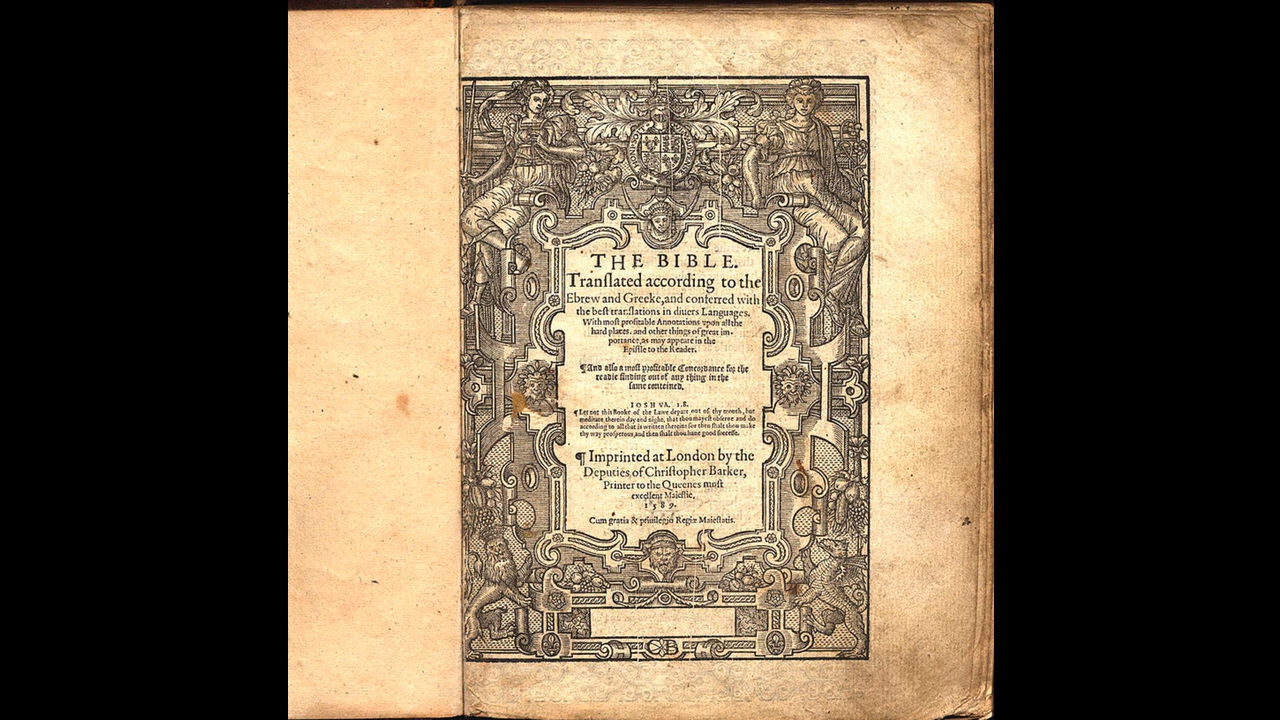 THE BIBLE.
Tranſlated according to the
Ebrew and Greeke, and conferred with
the beſt tranſlations in diuers Languages.
With moſt profitable Annotations vpon all the
hard places, and other things of great im-
portance, as may appeare in the
Epiſtle to the Reader.
¶And alſo a moſt profitable Concordance for the
readie finding out of any thing in the
ſame conteined.
IOSHVA. 1.8.
¶Let not this Booke of the Lawe depart out of thy mouth, but
meditate therein day and night, that thou mayeſt obſerue and do
according to all that is written therein: for then ſhalt thou make
thy way proſperous, and then ſhalt thou haue good ſucceſſe.
¶ Imprinted at London by the
Deputies of Chriſtopher Barker,
Printer to the Queenes moſt
excellent Maieſtie,
1589.
Cum gratia & priuilegio Regiæ Maieſtatis.